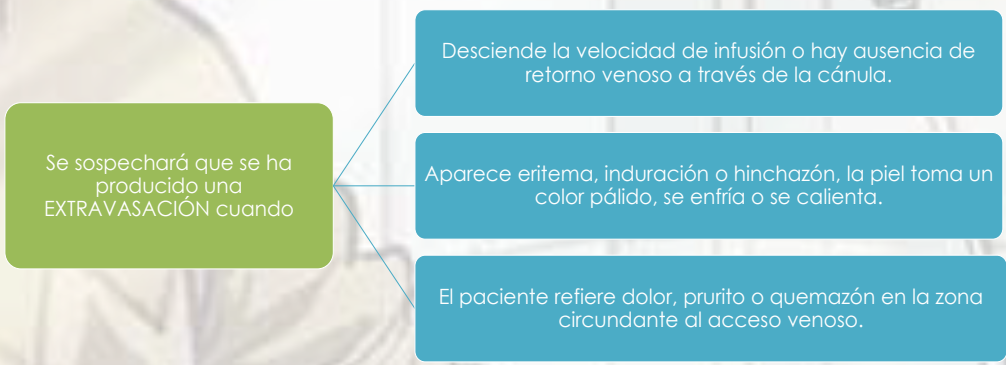 Se sospechará que se ha
producido una
EXTRAVASACIÓN cuando
Desciende la velocidad de infusión o hay ausencia de
retorno venoso a través de la cánula.
Aparece eritema, induración o hinchazón, la piel toma un
color pálido, se enfría o se calienta.
El paciente refiere dolor, prurito o quemazón en la zona
circundante al acceso venoso.